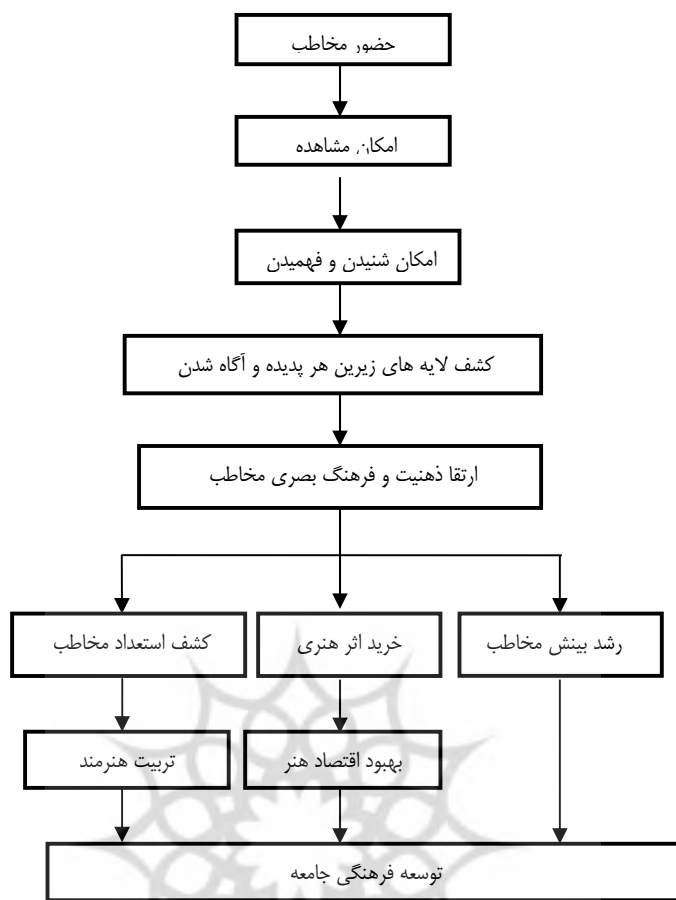 حضور مخاطب
امکان مشاهده
امکان شنیدن و فهمیدن
کشف لایه های زیرین هر پدیده و آگاه شدن
ارتقا ذهنیت و فرهنگ بصری مخاطب
رشد بینش مخاطب
خرید اثر هنری
کشف استعداد مخاطب
بهبود اقتصاد هنر
تربیت هنرمند
توسعه فرهنگی جامعه